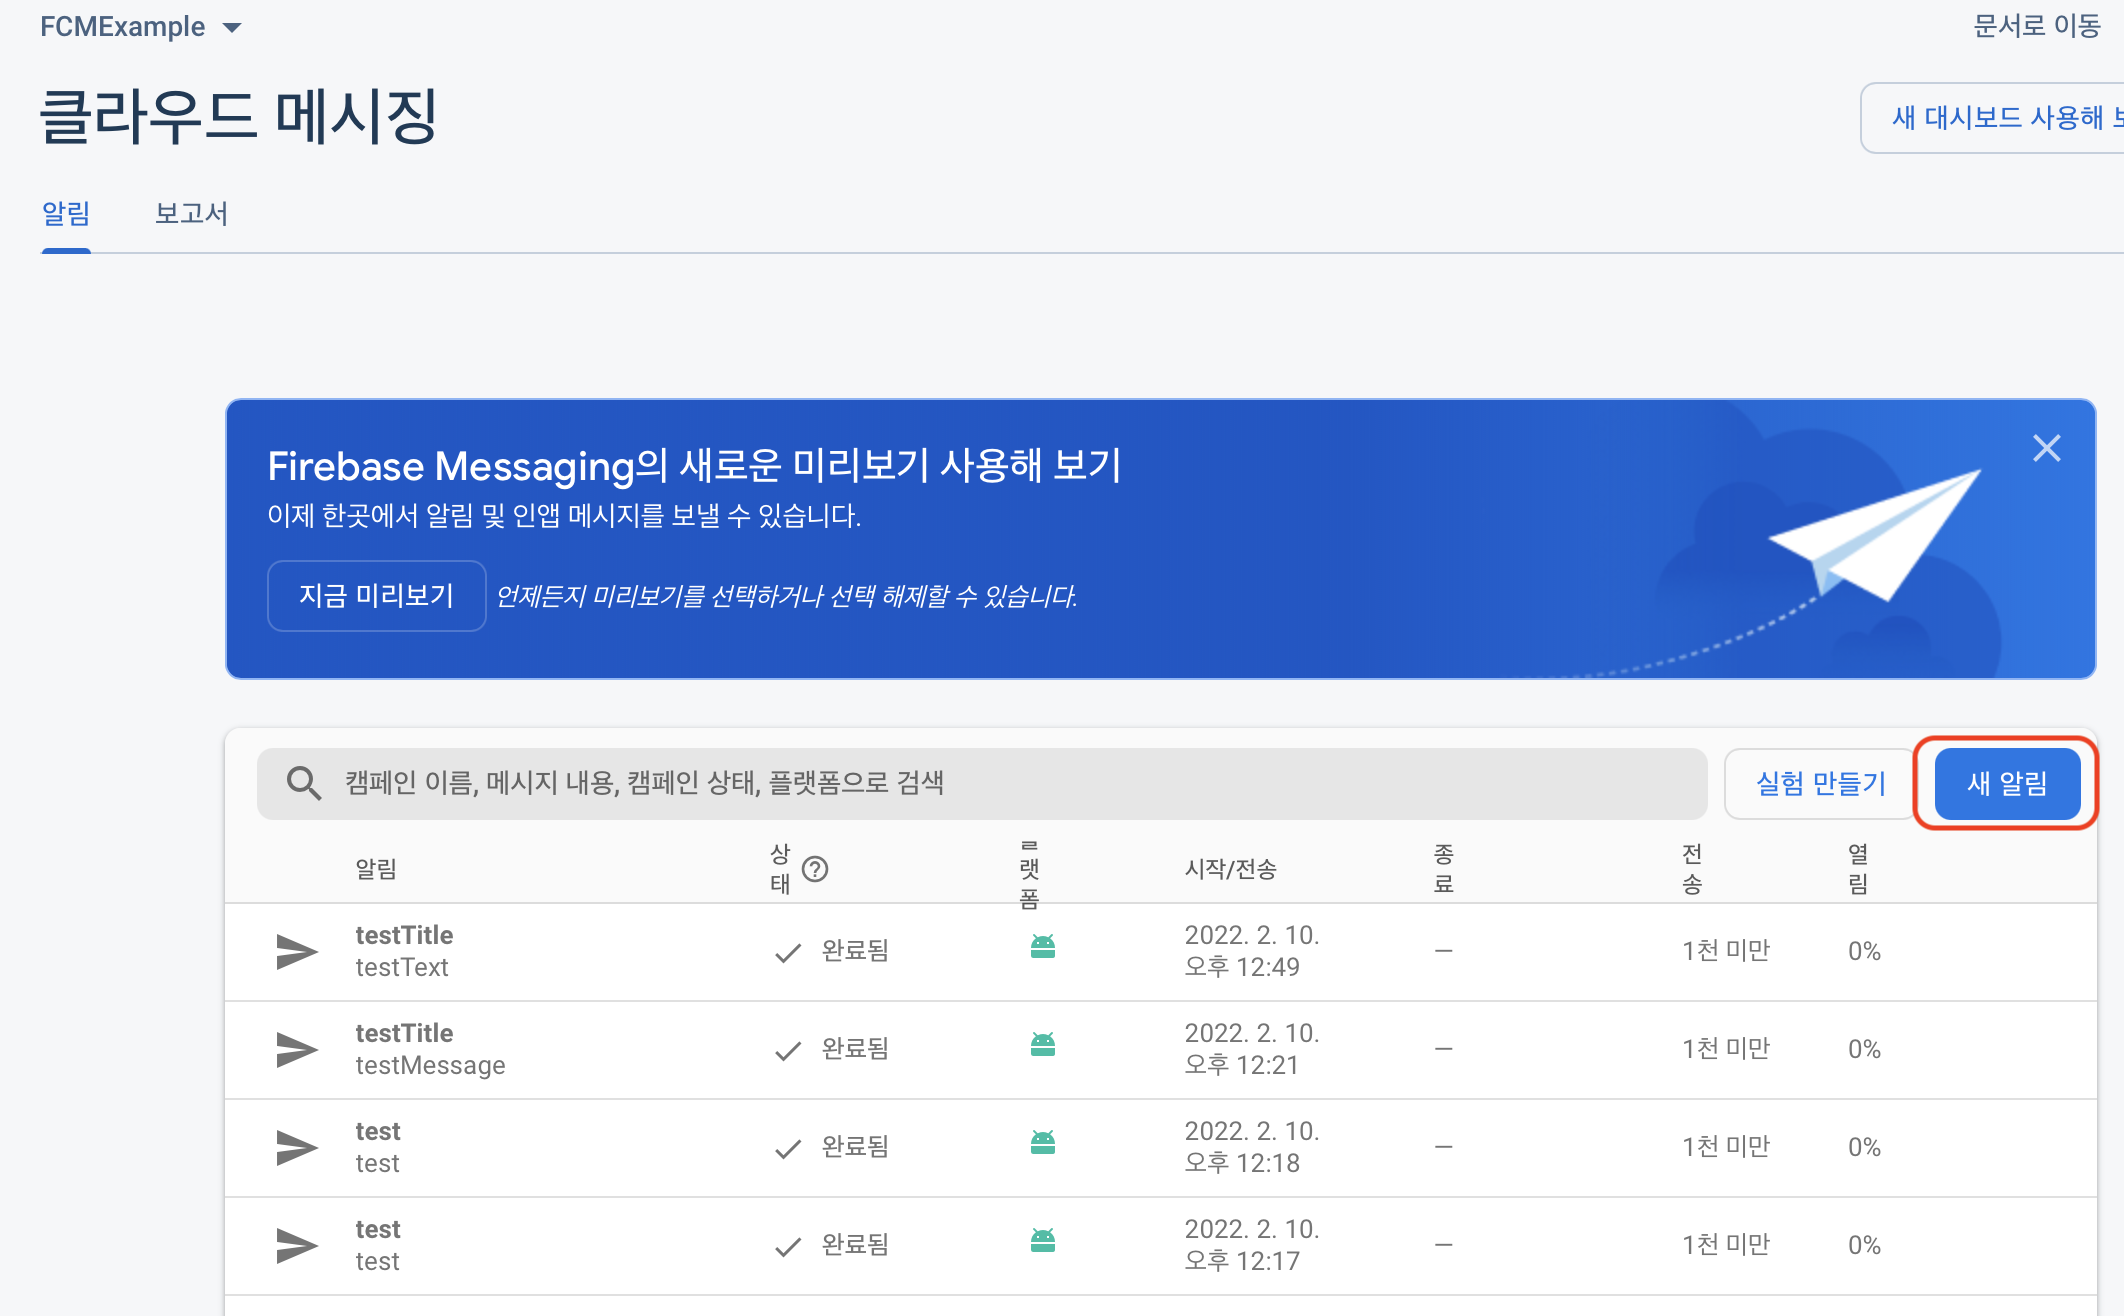 FCMExample
문서로 이동
클라우드 메시징
새 대시보드 사용해
알림 보고서
Firebase Messaging의 새로운 미리보기 사용해 보기
이제 한곳에서 알림 및 인앱 메시지를 보낼 수 있습니다.
지금 미리보기 언제든지 미리보기를 선택하거나 선택 해제할 수 있습니다.
캠페인 이름, 메시지 내용, 캠페인 상태, 플랫폼으로 검색 실험 만들기 새 알림
알림 상태 랫폼 시작/전송 종료 전송 열림
testTitle
testText
완료됨
2022. 2. 10.
오후 12:49
— 1천 미만 0%
testTitle
testMessage
완료됨
2022. 2. 10.
오후 12:21
— 1천 미만 0%
test
test
완료됨
2022. 2. 10.
오후 12:18
— 1천 미만 0%
test
test
완료됨
2022. 2. 10.
오후 12:17
— 1천 미만 0%